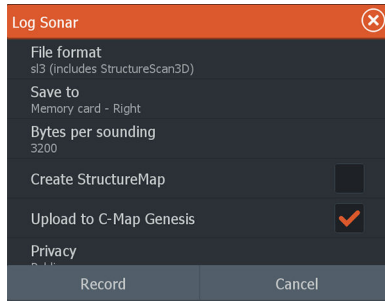 Log Sonar
File format
sl3 (includes StructureScan3D)
Save to
Memory card - Right
Bytes per sounding
3200
Create StructureMap
Upload to C-Map Genesis
Privacy
Record
Cancel